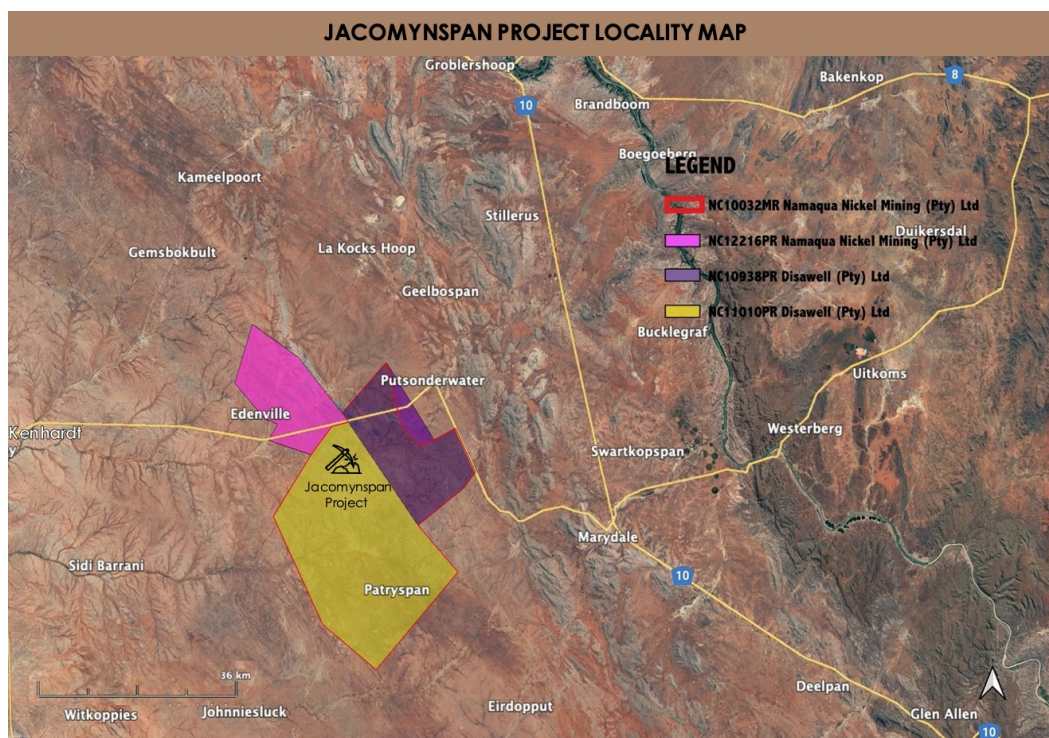 JACOMYNSPAN PROJECT LOCALITY MAP
Groblershoop
8
Bakenkop
10
Brandboom
Boegoeberg
LEGEND
Kameelpoort
NC10032MR Namaqua Nickel Mining (Pty) Ltd
Stillerus
Duikersdal
NC12216PR Namaqua Nickel Mining (Pty) Ltd
La Kocks Hoop
Gemsbokbult
NC10938PR Disawell (Pty) Ltd
Geelbospan
NC11010PR Disawell (Pty) Ltd
Bucklegraf
Uitkoms
Putsonderwater
Edenville
Westerberg
Kenhardt
y
Swartkopspan
Jacomynspan
Project
Marydale
Sidi Barrani
10
Patryspan
36 km
Deelpan
Witkoppies
Johnniesluck
Eirdopput
Glen Allen
10